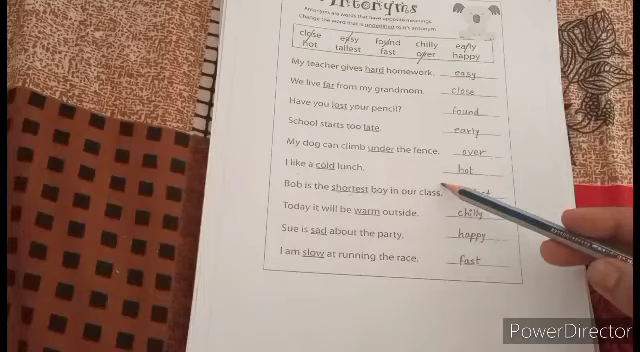 Antonyms
Antonyms are words that have opposite meanings.
Change the word that is underlined to it's antonym.
close easy found chilly early
hot tallest fast over happy
My teacher gives hard homework. easy
We live far from my grandmom. close
Have you lost your pencil? found
School starts too late. early
My dog can climb under the fence. over
I like a cold lunch. hot
Bob is the shortest boy in our class.
Today it will be warm outside. chilly
Sue is sad about the party. happy
I am slow at running the race. fast
PowerDirector